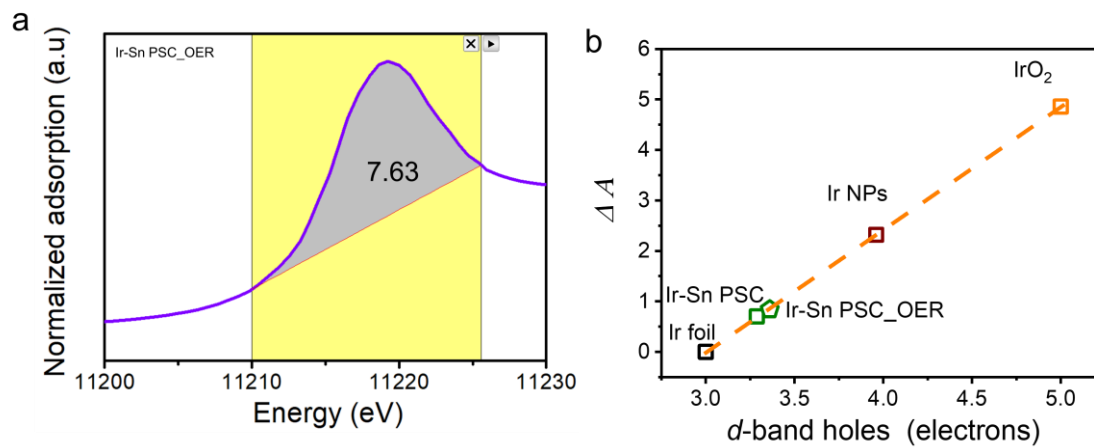 a
Ir-Sn PSC_OER
7.63
Normalized adsorption (a.u)
11200 11210 11220 11230
Energy (eV)
b
6
5
4
3
2
1
0
Δ A
IrO₂
Ir NPs
Ir-Sn PSC
Ir-Sn PSC_OER
Ir foil
3.0 3.5 4.0 4.5 5.0
d-band holes (electrons)